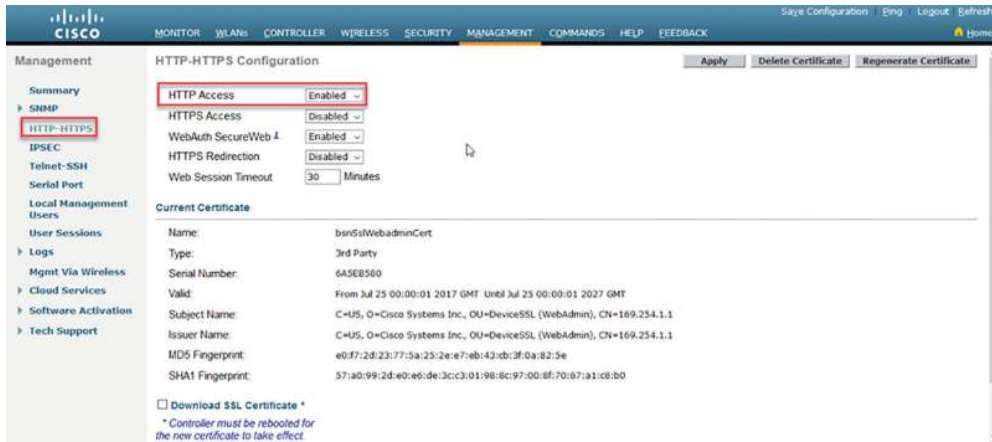 Save Configuration Ping Logout Refresh
CISCO
MONITOR WLANs CONTROLLER WIRELESS SECURITY MANAGEMENT COMMANDS HELP FEEDBACK
Home
Management
Summary
SNMP
HTTP-HTTPS
IPSEC
Telnet-SSH
Serial Port
Local Management
Users
User Sessions
Logs
Mgmt Via Wireless
Cloud Services
Software Activation
Tech Support
HTTP-HTTPS Configuration
Apply Delete Certificate Regenerate Certificate
HTTP Access Enabled
HTTPS Access Disabled
WebAuth SecureWeb 1 Enabled
HTTPS Redirection Disabled
Web Session Timeout 30 Minutes
Current Certificate
Name: bsnSslWebadminCert
Type: 3rd Party
Serial Number: 6A5EB580
Valid: From Jul 25 00:00:01 2017 GMT Until Jul 25 00:00:01 2027 GMT
Subject Name: C=US, O=Cisco Systems Inc., OU=DeviceSSL (WebAdmin), CN=169.254.1.1
Issuer Name: C=US, O=Cisco Systems Inc., OU=DeviceSSL (WebAdmin), CN=169.254.1.1
MD5 Fingerprint: e0:f7:2d:23:77:5a:25:2e:e7:eb:43:cb:3f:0a:82:5e
SHA1 Fingerprint: 57:a0:99:2d:e0:e6:de:3c:c3:01:98:8c:97:00:8f:70:67:a1:c8:b0
Download SSL Certificate *
* Controller must be rebooted for
the new certificate to take effect.